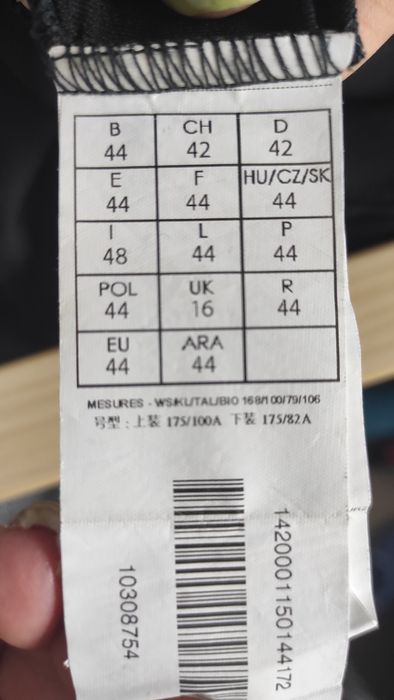 B CH D
44 42 42
E F HU/CZ/SK
44 44 44
I L P
48 44 44
POL UK R
44 16 44
EU ARA
44 44
MESURES - WS/KL/TAL/BIO 168/100/79/106
号型 : 上装 175/100A 下装 175/82A
10308754
1420001150144172